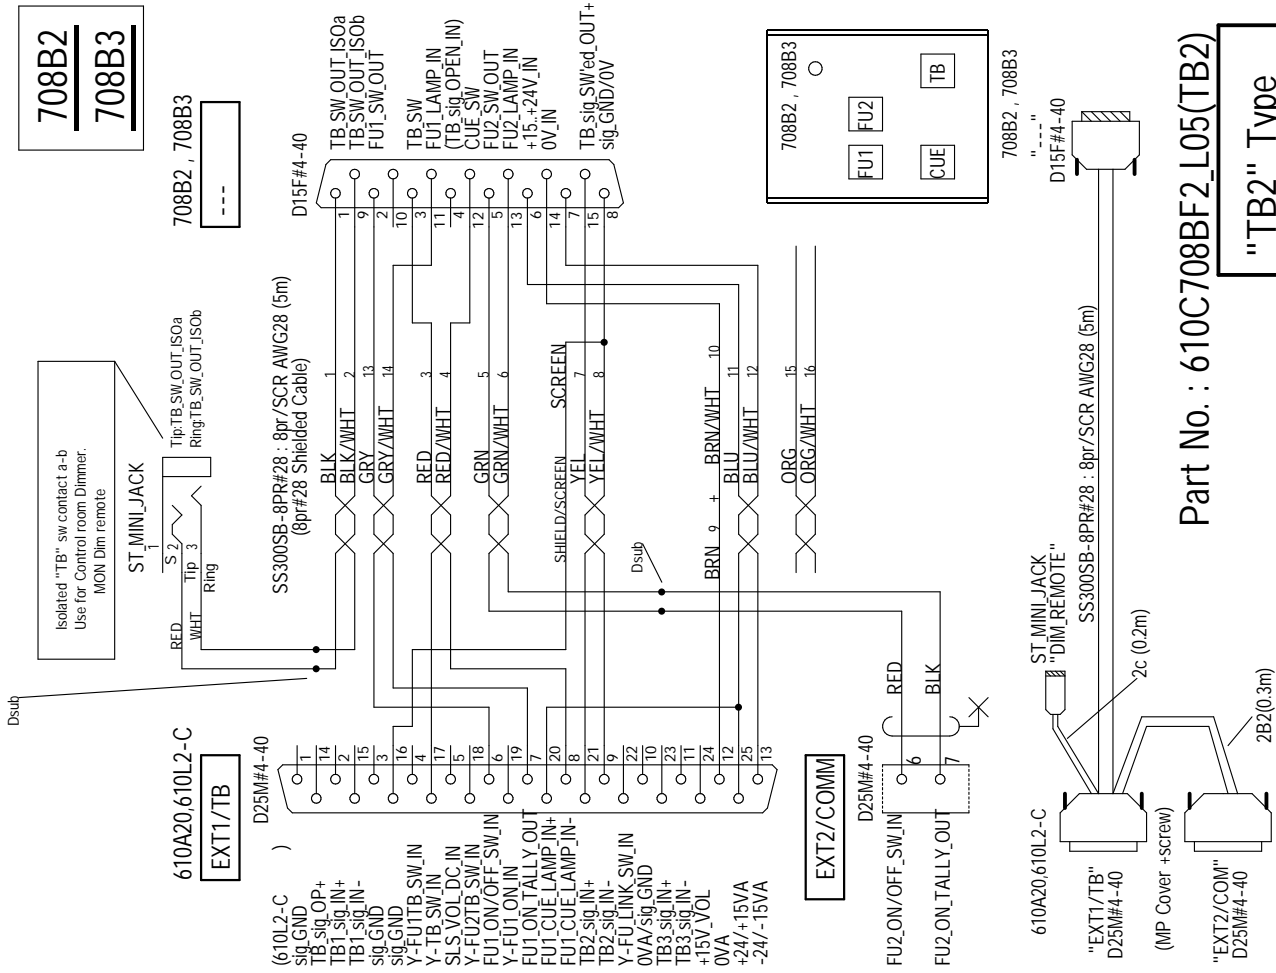 708B2
708B3
708B2 , 708B3
---
Isolated "TB" sw contact a-b
Use for Control room Dimmer.
MON Dim remote
ST_MINI_JACK
1
S 2
Tip 3
Ring
RED
WHT
Tip:TB_SW_OUT_ISOa
Ring:TB_SW_OUT_ISOb
Dsub
SS300SB-8PR#28 : 8pr/SCR AWG28 (5m)
(8pr#28 Shielded Cable)
D15F#4-40
1
9
2
10
3
11
4
12
5
13
6
14
7
15
8
TB_SW_OUT_ISOa
TB_SW_OUT_ISOb
FU1_SW_OUT
TB_SW
FU1_LAMP_IN
(TB_sig_OPEN_IN)
CUE_SW
FU2_SW_OUT
FU2_LAMP_IN
+15..+24V_IN
0V_IN
TB_sig_SW'ed_OUT+
sig_GND/0V
BLK 1
BLK/WHT 2
GRY 13
GRY/WHT 14
RED 3
RED/WHT 4
GRN 5
GRN/WHT 6
SHIELD/SCREEN SCREEN
YEL 7
YEL/WHT 8
BRN 9 + BRN/WHT 10
BLU 11
BLU/WHT 12
ORG 15
ORG/WHT 16
Dsub
610A20,610L2-C
EXT1/TB
D25M#4-40
1
14
2
15
3
16
4
17
5
18
6
19
7
20
8
21
9
22
10
23
11
24
12
25
13
(610L2-C )
sig_GND
TB_sig_OP+
TB1_sig_IN+
TB1_sig_IN-
sig_GND
sig_GND
Y-FU1TB_SW_IN
Y-TB_SW_IN
SLS_VOL_DC_IN
Y-FU2TB_SW_IN
FU1_ON/OFF_SW_IN
Y-FU1_ON_IN
FU1_ON_TALLY_OUT
FU1_CUE_LAMP_IN+
FU1_CUE_LAMP_IN-
TB2_sig_IN+
TB2_sig_IN-
Y-FU_LINK_SW_IN
0VA/sig_GND
TB3_sig_IN+
TB3_sig_IN-
+15V_VOL
0VA
+24/+15VA
-24/-15VA
EXT2/COMM
D25M#4-40
6
7
FU2_ON/OFF_SW_IN
FU2_ON_TALLY_OUT
RED
BLK
708B2 , 708B3
FU1
FU2
CUE
TB
708B2 , 708B3
"---"
D15F#4-40
SS300SB-8PR#28 : 8pr/SCR AWG28 (5m)
ST_MINI_JACK
"DIM_REMOTE"
2c (0.2m)
2B2(0.3m)
610A20,610L2-C
"EXT1/TB"
D25M#4-40
(MP Cover +screw)
"EXT2/COM"
D25M#4-40
Part No. : 610C708BF2_L05(TB2)
"TB2" Type